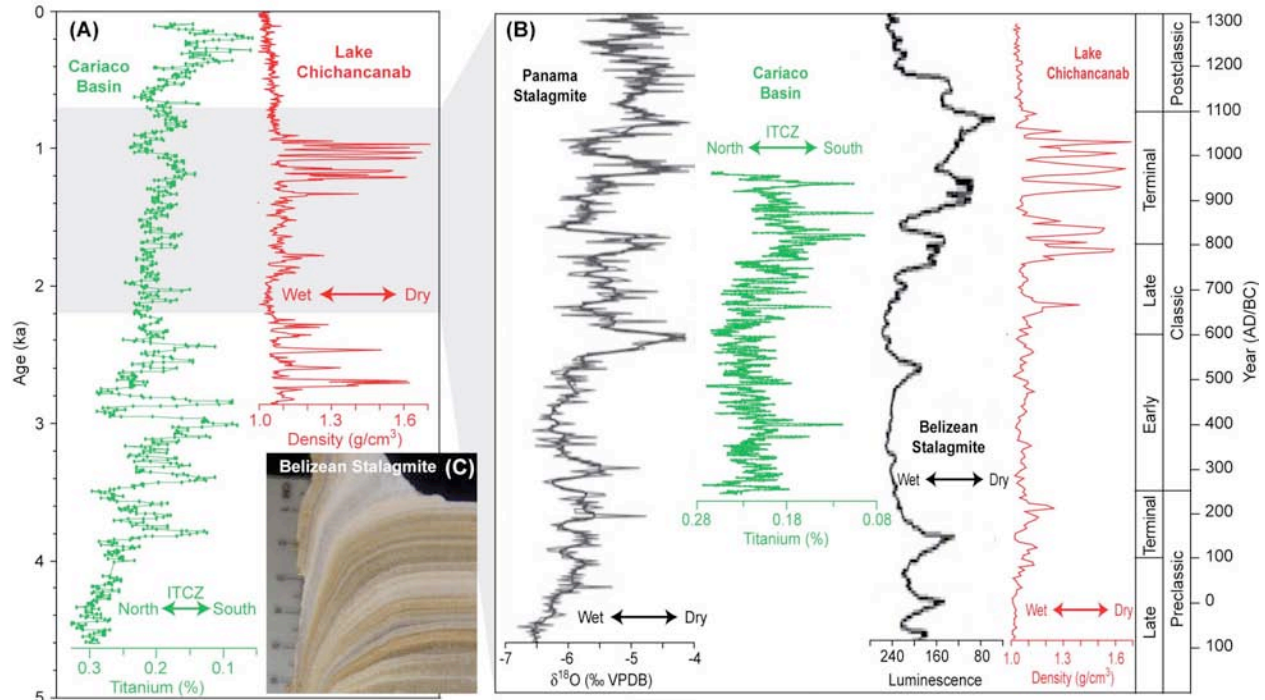 (A)
Cariaco
Basin
Lake
Chichancanab
Wet Dry
1.0 1.3 1.6
Density (g/cm³)
ITCZ
North South
0.3 0.2 0.1
Titanium (%)
0
1
2
3
4
5
Age (ka)
Belizean Stalagmite (C)
(B)
Panama
Stalagmite
Wet Dry
-7 -6 -5 -4
δ¹⁸O (‰ VPDB)
Cariaco
Basin
ITCZ
North South
0.28 0.18 0.08
Titanium (%)
Belizean
Stalagmite
Wet Dry
240 160 80
Luminescence
Lake
Chichancanab
Wet Dry
1.0 1.3 1.6
Density (g/cm³)
Terminal
Late
Early
Terminal
Late
Postclassic
Classic
Preclassic
1300
1200
1100
1000
900
800
700
600
500
400
300
200
100
0
100
Year (AD/BC)